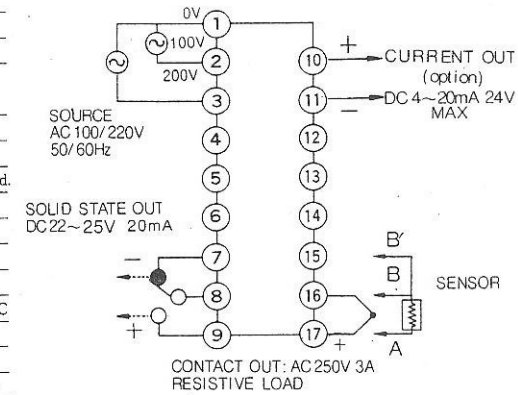 0V
1
100V
2
200V
3
SOURCE
AC 100/220V
50/60Hz
4
d.
5
SOLID STATE OUT
DC22~25V 20mA
6
−
7
8
C
+
9
10
+
CURRENT OUT
(option)
11
−
DC 4~20mA 24V
MAX
12
13
14
15
B'
16
B
SENSOR
17
+
A
CONTACT OUT: AC 250V 3A
RESISTIVE LOAD